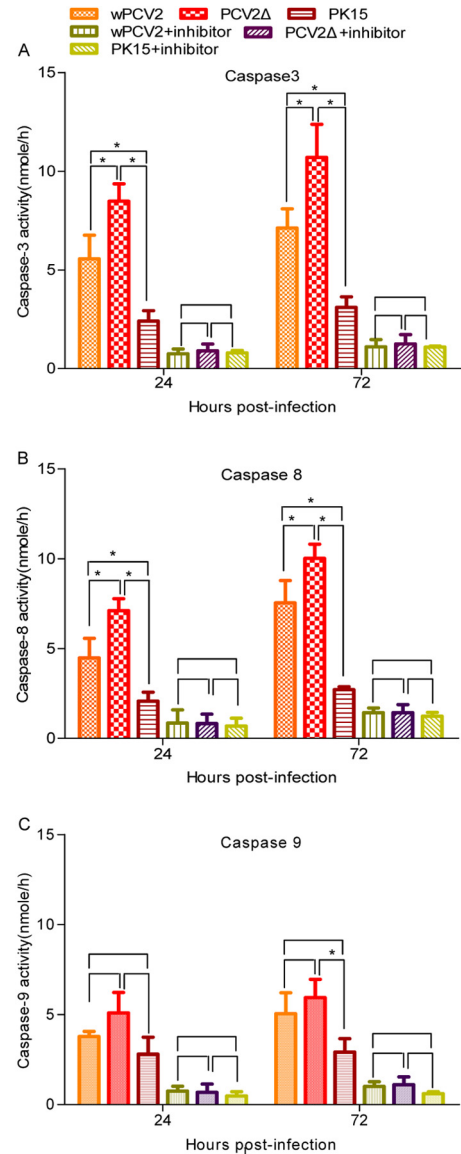 A
wPCV2 PCV2Δ PK15
wPCV2+inhibitor PCV2Δ+inhibitor
PK15+inhibitor
Caspase3
Caspase-3 activity(nmole/h)
15
10
5
0
*
* *
*
* *
24 72
Hours post-infection
B
Caspase 8
Caspase-8 activity(nmole/h)
15
10
5
0
*
* *
*
* *
24 72
Hours post-infection
C
Caspase 9
Caspase-9 activity(nmole/h)
15
10
5
0
*
24 72
Hours ppost-infection